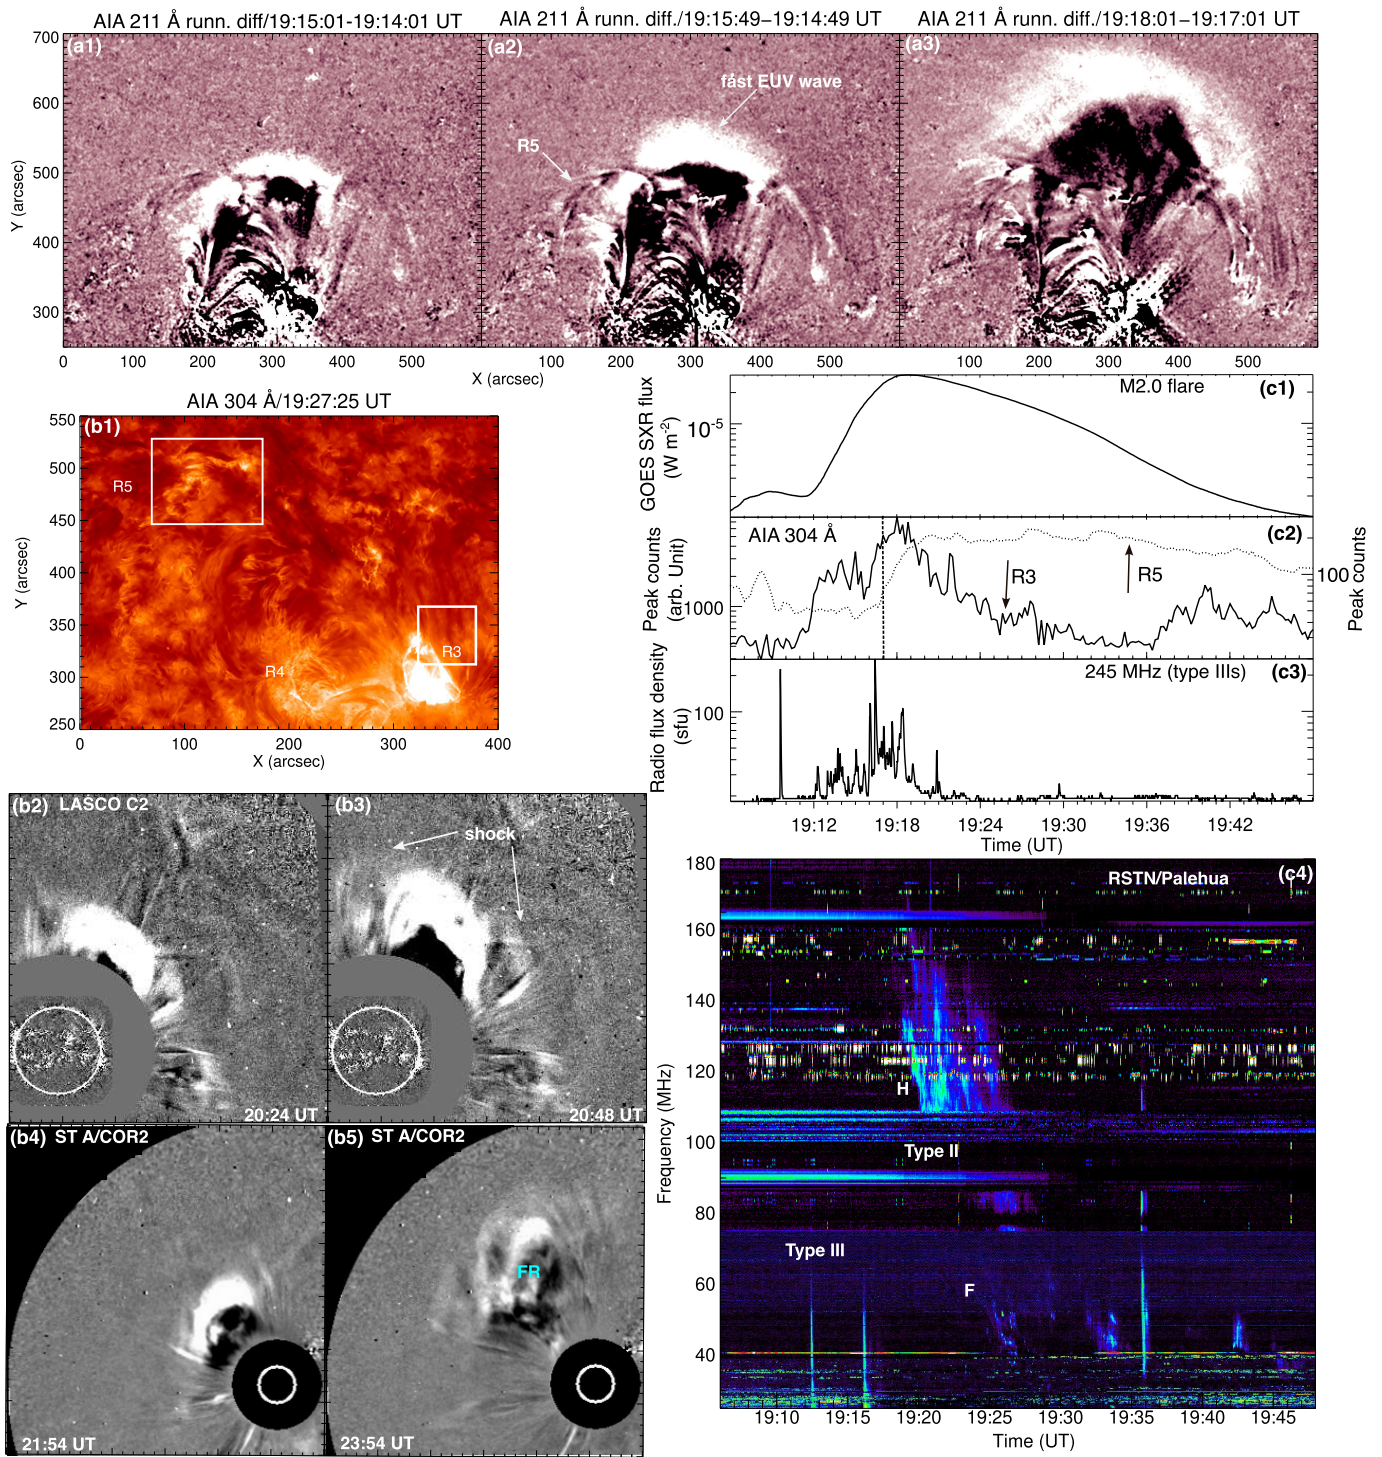 AIA 211 Å runn. diff./19:15:01-19:14:01 UT
AIA 211 Å runn. diff./19:15:49−19:14:49 UT
AIA 211 Å runn. diff./19:18:01−19:17:01 UT
(a1)
(a2)
(a3)
fast EUV wave
R5
700
600
500
400
300
Y (arcsec)
0 100 200 300 400 500
100 200 300 400 500
100 200 300 400 500
X (arcsec)
AIA 304 Å/19:27:25 UT
(b1)
R5
R4
R3
550
500
450
400
350
300
250
Y (arcsec)
0 100 200 300 400
X (arcsec)
M2.0 flare
(c1)
GOES SXR flux
(W m-2)
10-5
AIA 304 Å
(c2)
R3
R5
Peak counts
(arb. Unit)
1000
100
Peak counts
245 MHz (type IIIs)
(c3)
Radio flux density
(sfu)
100
19:12 19:18 19:24 19:30 19:36 19:42
Time (UT)
(b2) LASCO C2
20:24 UT
(b3)
shock
20:48 UT
(b4) ST A/COR2
21:54 UT
(b5) ST A/COR2
FR
23:54 UT
RSTN/Palehua
(c4)
H
Type II
Type III
F
180
160
140
120
100
80
60
40
Frequency (MHz)
19:10 19:15 19:20 19:25 19:30 19:35 19:40 19:45
Time (UT)